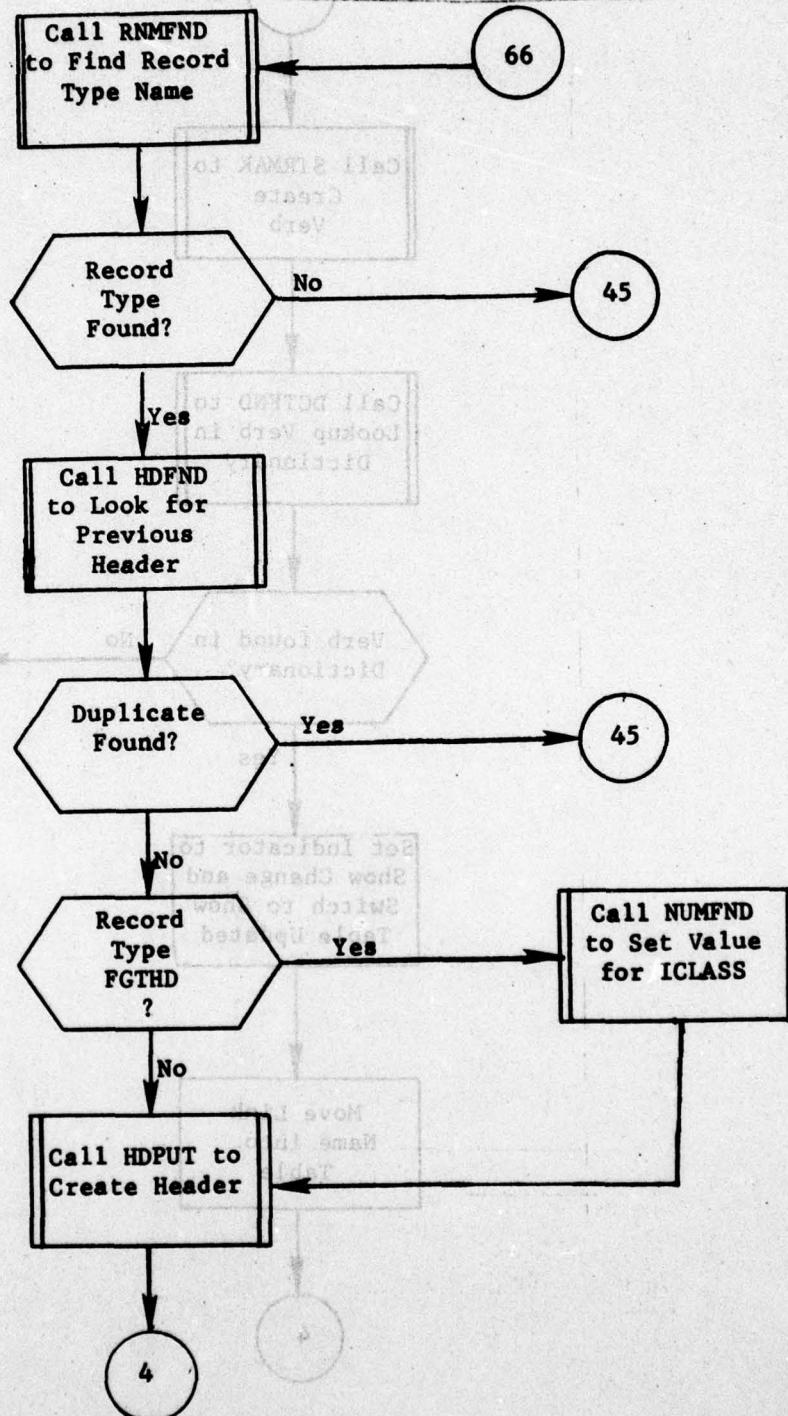 Call RNMFND
to Find Record
Type Name
66
Record
Type
Found?
No
45
Yes
Call HDFND
to Look for
Previous
Header
Duplicate
Found?
Yes
45
No
Record
Type
FGTHD
?
Yes
Call NUMFND
to Set Value
for ICLASS
No
Call HDPUT to
Create Header
4
Call STRMAK to
Create
Verb
Call DCTFND to
Lookup Verb in
Dictionary
Verb found in
Dictionary
No
Yes
Set Indicator to
Show Change and
Switch to Show
Table Updated
Move Link
Name into
Table
4